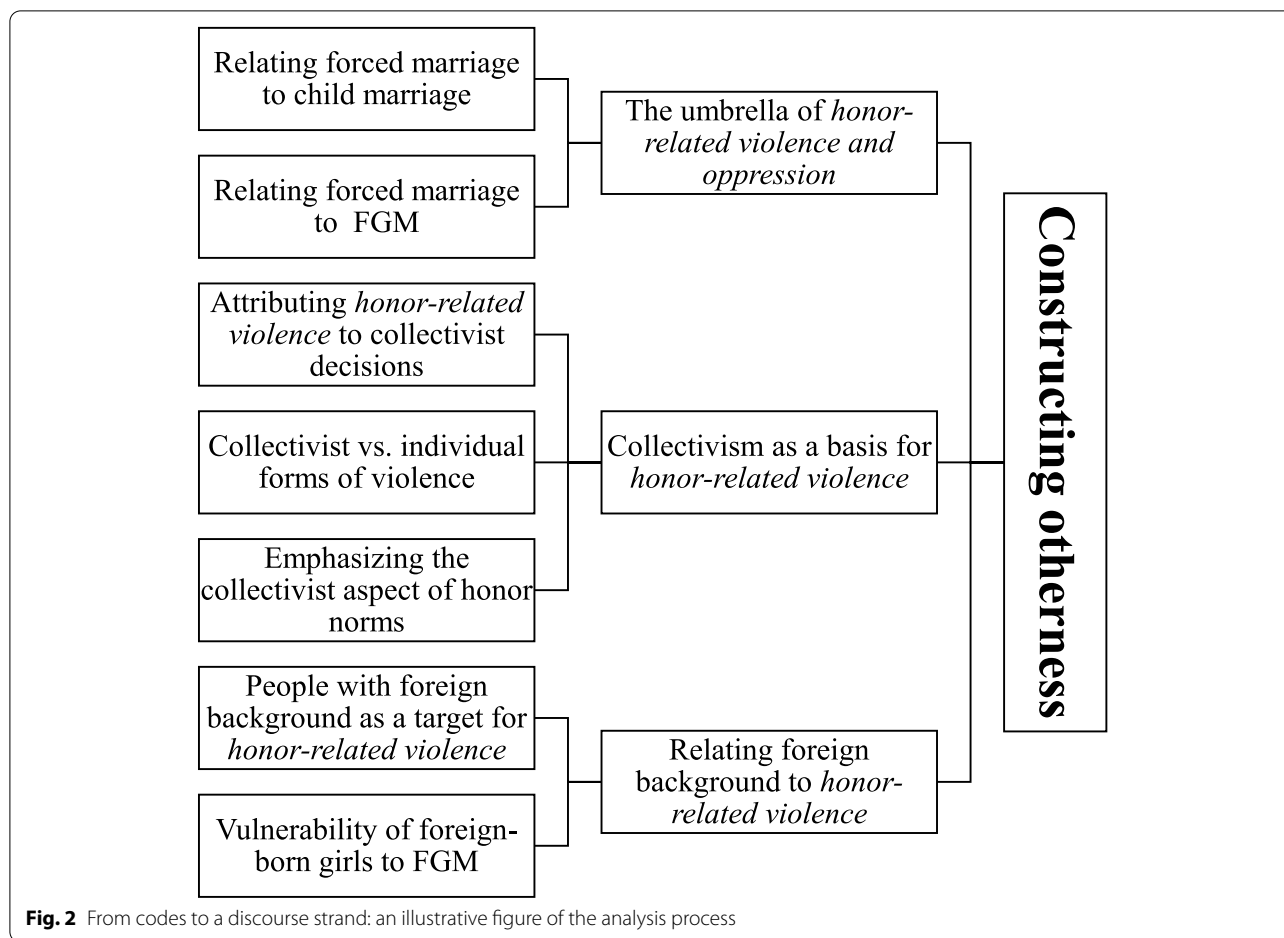 Relating forced marriage
to child marriage
Relating forced marriage
to FGM
The umbrella of honor-
related violence and
oppression
Attributing honor-related
violence to collectivist
decisions
Collectivist vs. individual
forms of violence
Emphasizing the
collectivist aspect of honor
norms
Collectivism as a basis for
honor-related violence
People with foreign
background as a target for
honor-related violence
Vulnerability of foreign-
born girls to FGM
Relating foreign
background to honor-
related violence
Constructing otherness
Fig. 2 From codes to a discourse strand: an illustrative figure of the analysis process